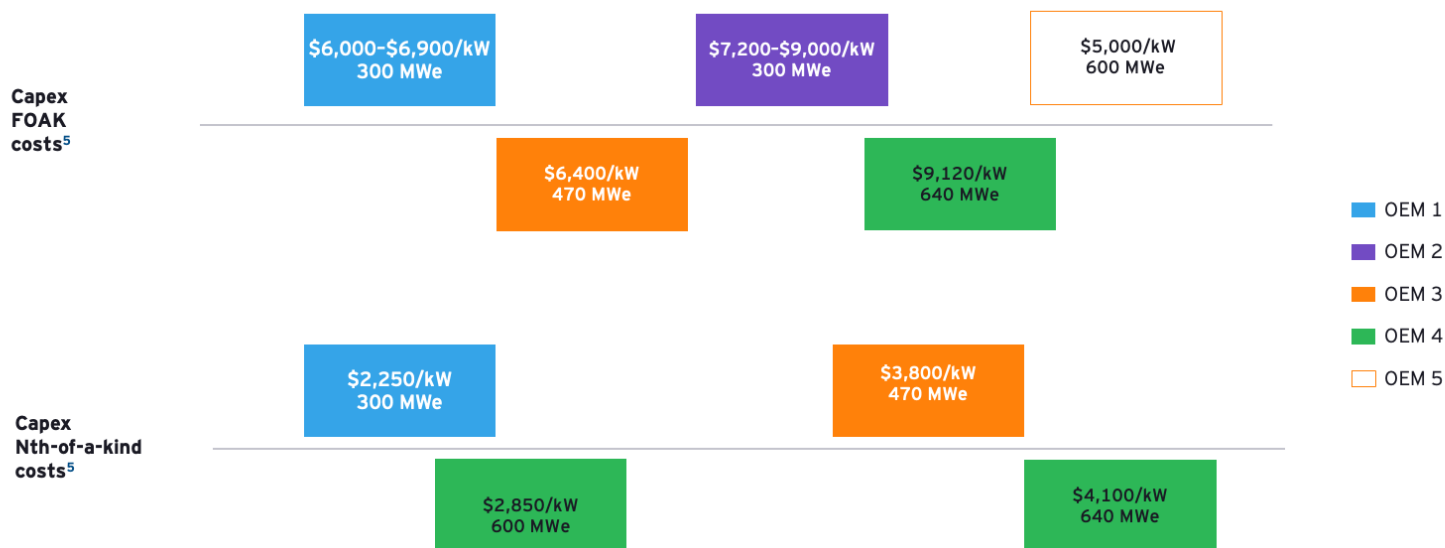 $6,000–$6,900/kW
300 MWe
$7,200–$9,000/kW
300 MWe
$5,000/kW
600 MWe
Capex
FOAK
costs5
$6,400/kW
470 MWe
$9,120/kW
640 MWe
OEM 1
OEM 2
OEM 3
OEM 4
OEM 5
$2,250/kW
300 MWe
$3,800/kW
470 MWe
Capex
Nth-of-a-kind
costs5
$2,850/kW
600 MWe
$4,100/kW
640 MWe